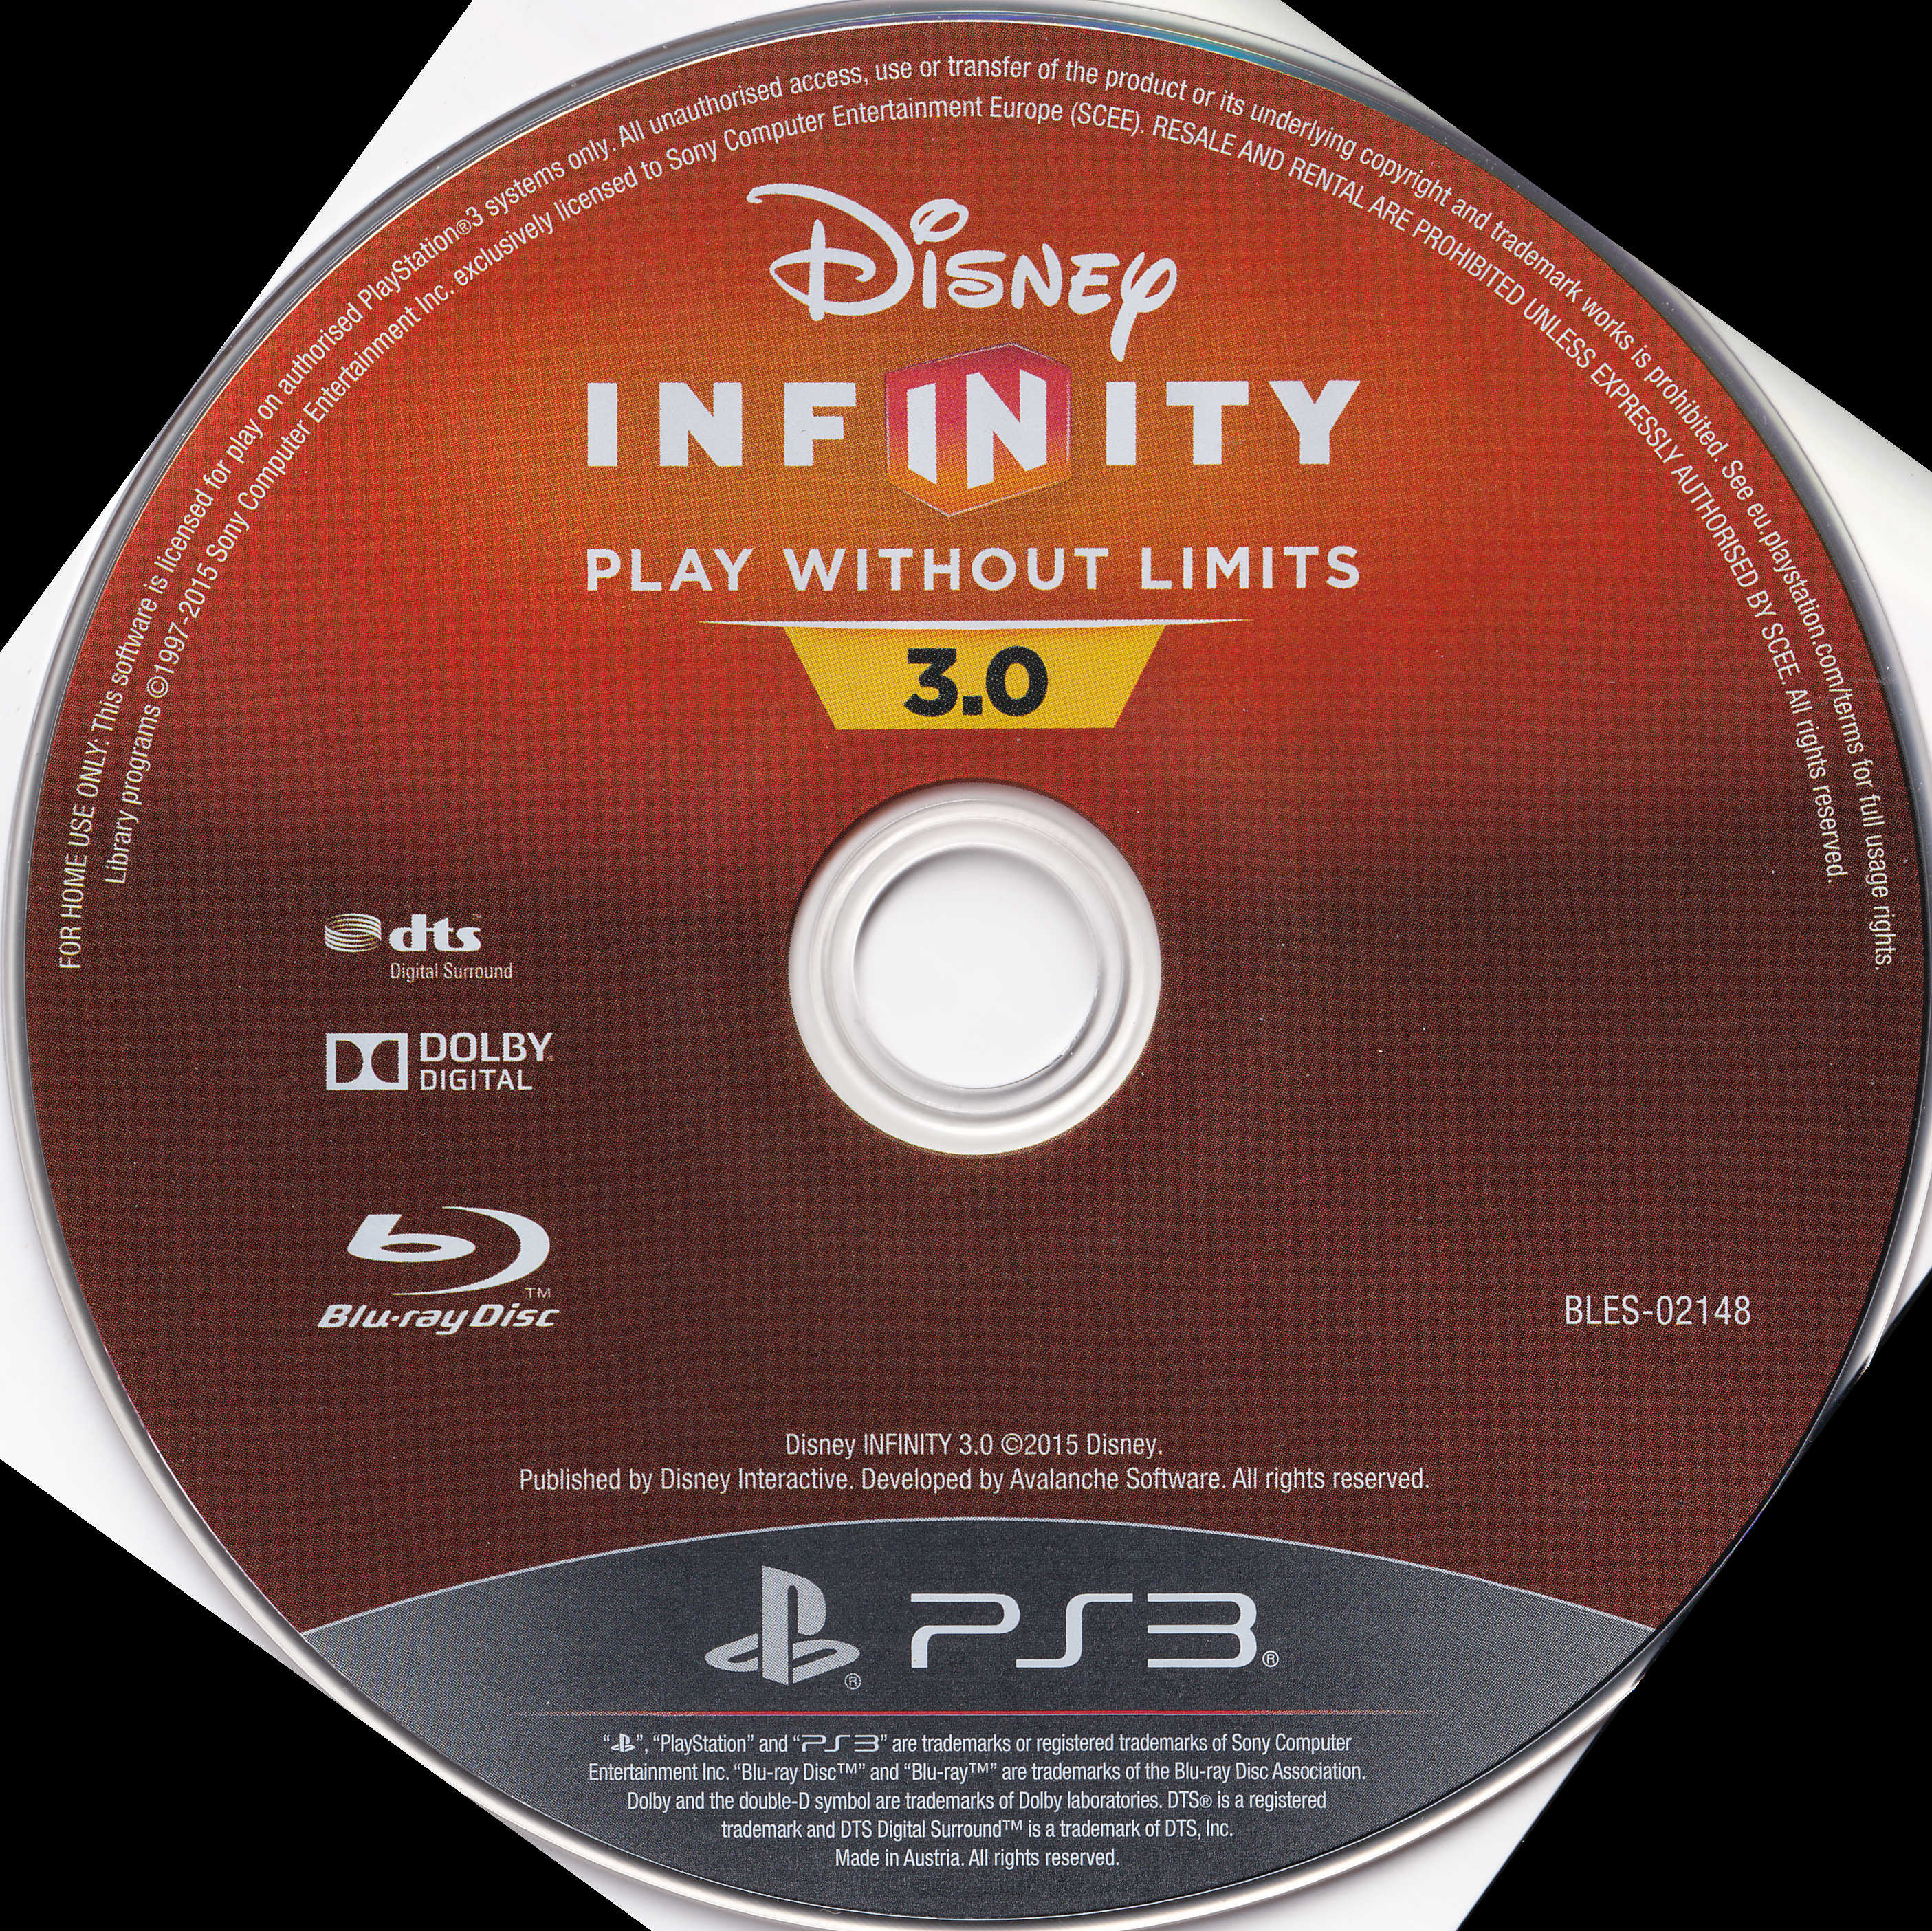 FOR HOME USE ONLY: This software is licensed for play on authorised PlayStation®3 systems only. All unauthorised access, use or transfer of the product or its underlying copyright and trademark works is prohibited. See eu.playstation.com/terms for full usage rights.
Library programs ©1997-2015 Sony Computer Entertainment Inc. exclusively licensed to Sony Computer Entertainment Europe (SCEE). RESALE AND RENTAL ARE PROHIBITED UNLESS EXPRESSLY AUTHORISED BY SCEE. All rights reserved.
Disney
INFINITY
PLAY WITHOUT LIMITS
3.0
dts™
Digital Surround
DOLBY®
DIGITAL
Blu-ray Disc™
BLES-02148
Disney INFINITY 3.0 ©2015 Disney.
Published by Disney Interactive. Developed by Avalanche Software. All rights reserved.
® PS3®
“PS”, “PlayStation” and “PS3” are trademarks or registered trademarks of Sony Computer
Entertainment Inc. “Blu-ray Disc™” and “Blu-ray™” are trademarks of the Blu-ray Disc Association.
Dolby and the double-D symbol are trademarks of Dolby laboratories. DTS® is a registered
trademark and DTS Digital Surround™ is a trademark of DTS, Inc.
Made in Austria. All rights reserved.